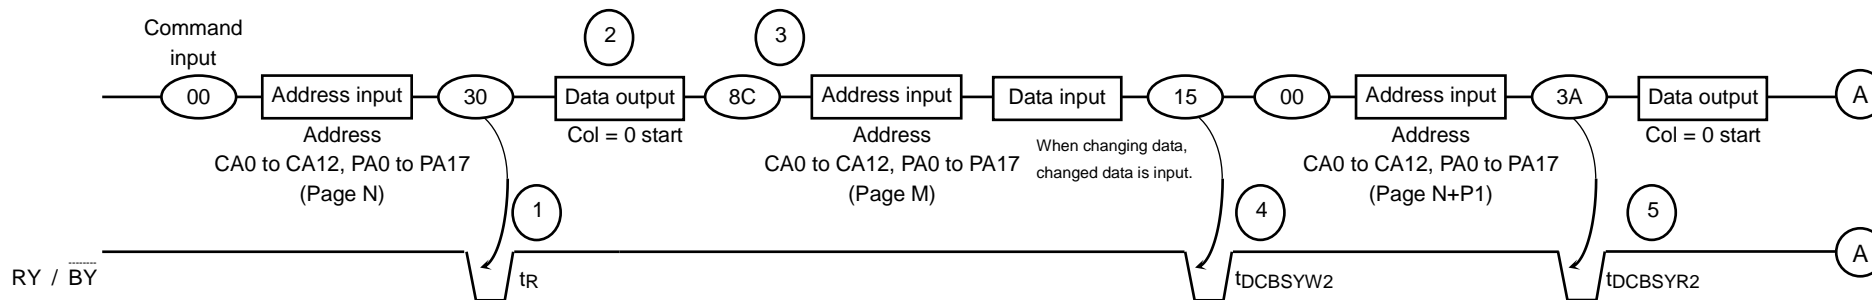 Command
input
2
3
00
Address input
30
Data output
8C
Address input
Data input
15
00
Address input
3A
Data output
A
Address
CA0 to CA12, PA0 to PA17
(Page N)
Col = 0 start
Address
CA0 to CA12, PA0 to PA17
(Page M)
When changing data,
changed data is input.
Address
CA0 to CA12, PA0 to PA17
(Page N+P1)
Col = 0 start
1
4
5
RY / BY
tR
tDCBSYW2
tDCBSYR2
A